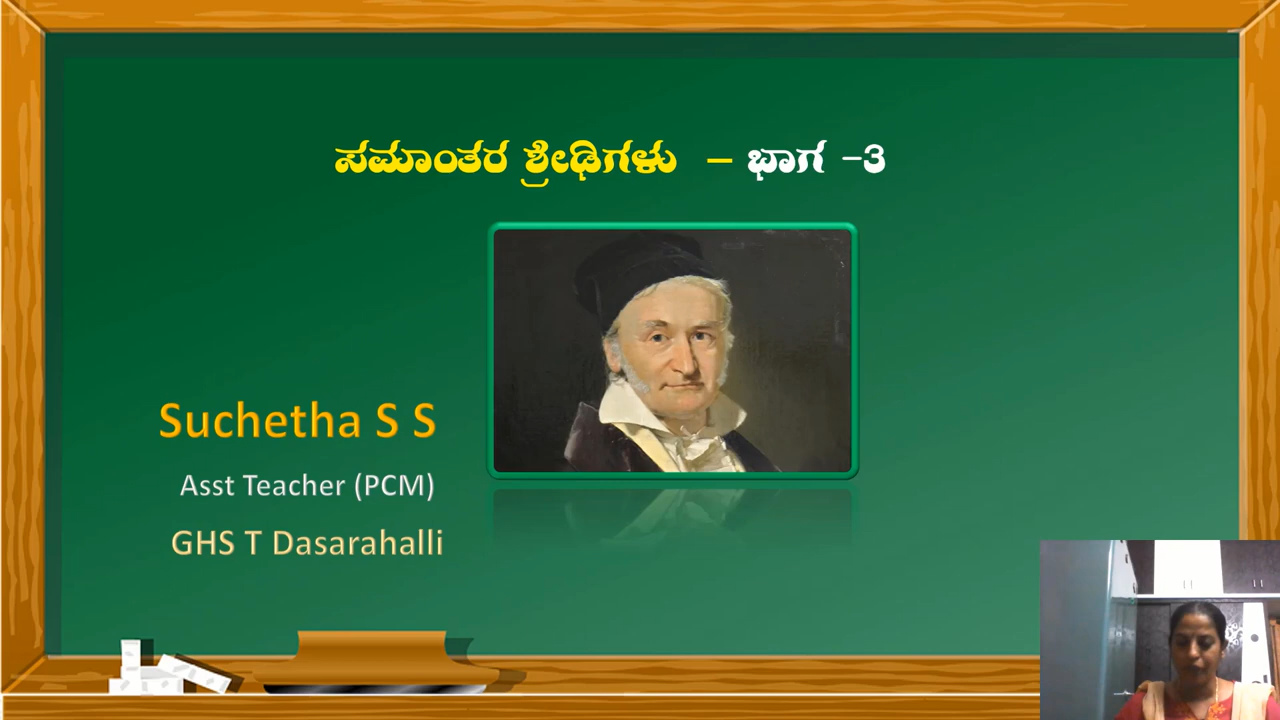 ಸಮಾಂತರ ಶ್ರೇಢಿಗಳು – ಭಾಗ -3
Suchetha S S
Asst Teacher (PCM)
GHS T Dasarahalli